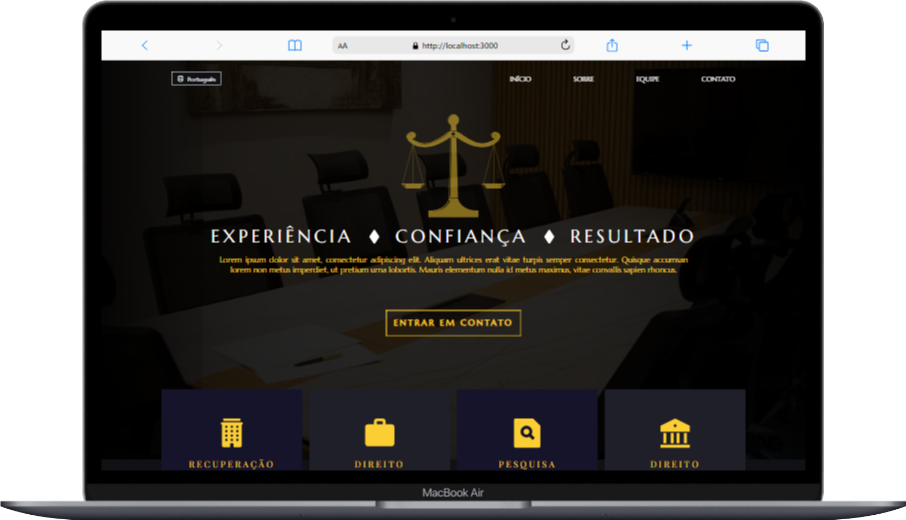 AA http://localhost:3000
Português INÍCIO SOBRE EQUIPE CONTATO
EXPERIÊNCIA ♦ CONFIANÇA ♦ RESULTADO
Lorem ipsum dolor sit amet, consectetur adipiscing elit. Aliquam ultrices erat vitae turpis semper consectetur. Quisque accumsan
lorem non metus imperdiet, ut pretium urna lobortis. Mauris elementum nulla id metus maximus, vitae convallis sapien rhoncus.
ENTRAR EM CONTATO
RECUPERAÇÃO DIREITO PESQUISA DIREITO
MacBook Air